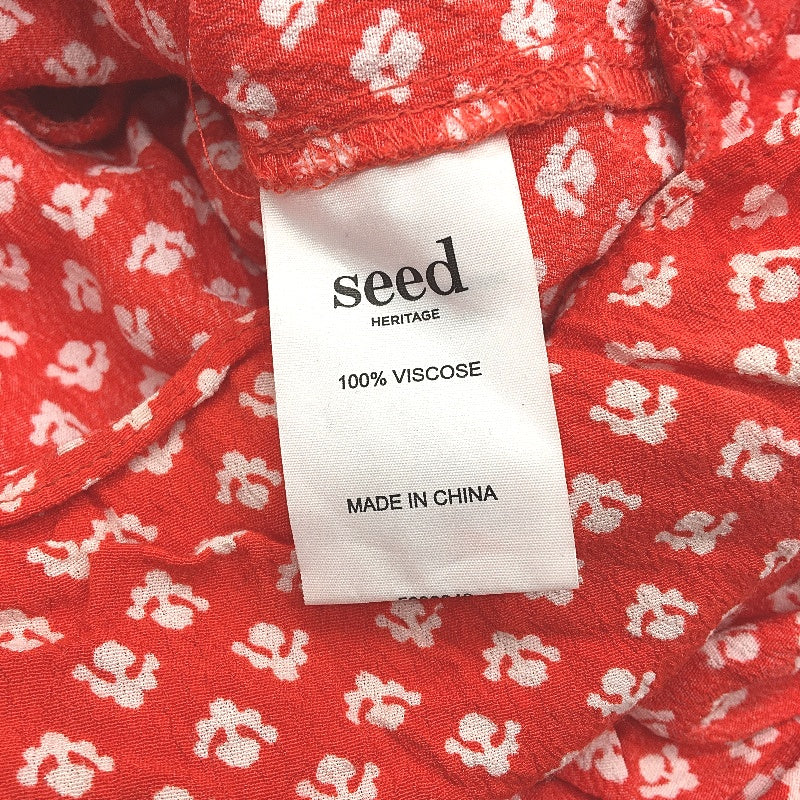 seed
HERITAGE
100% VISCOSE
MADE IN CHINA